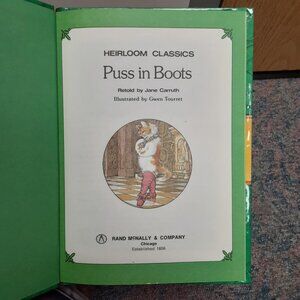 HEIRLOOM CLASSICS
Puss in Boots
Retold by Jane Carruth
Illustrated by Gwen Tourret
RAND McNALLY & COMPANY
Chicago
Established 1856